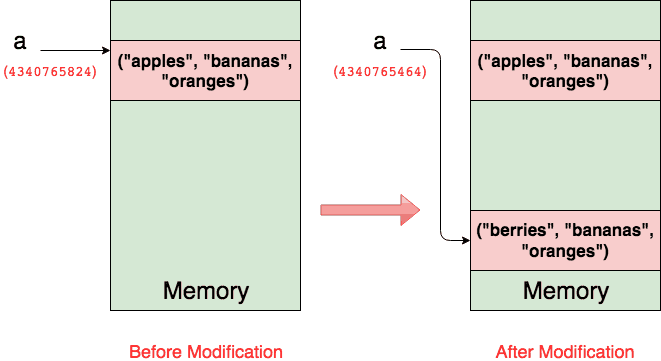 a
(4340765824)
("apples", "bananas",
"oranges")
Memory
Before Modification
a
(4340765464)
("apples", "bananas",
"oranges")
("berries", "bananas",
"oranges")
Memory
After Modification